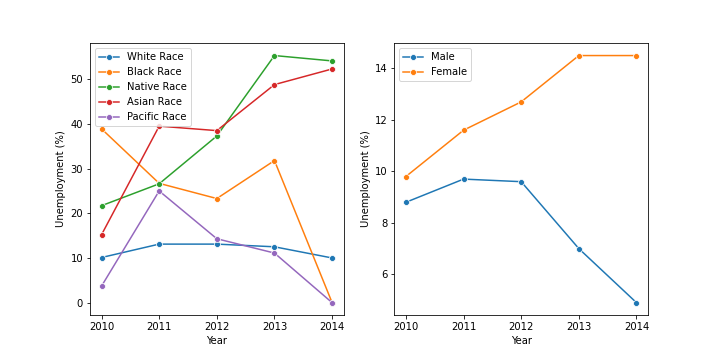 White Race
Black Race
Native Race
Asian Race
Pacific Race
50
40
30
20
10
0
Unemployment (%)
2010 2011 2012 2013 2014
Year
Male
Female
14
12
10
8
6
Unemployment (%)
2010 2011 2012 2013 2014
Year